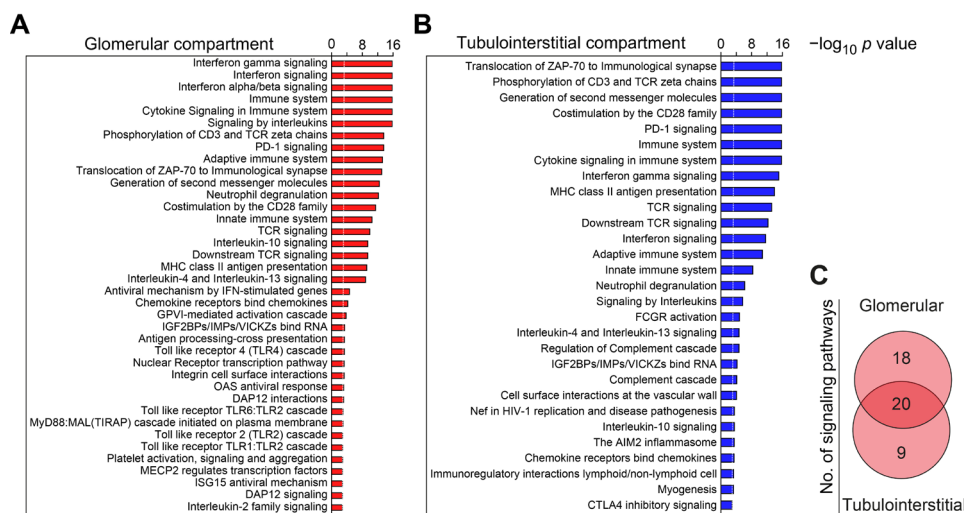 A
Glomerular compartment
0 4 8 16
Interferon gamma signaling
Interferon signaling
Interferon alpha/beta signaling
Immune system
Cytokine Signaling in Immune system
Signaling by interleukins
Phosphorylation of CD3 and TCR zeta chains
PD-1 signaling
Adaptive immune system
Translocation of ZAP-70 to Immunological synapse
Generation of second messenger molecules
Neutrophil degranulation
Costimulation by the CD28 family
Innate immune system
TCR signaling
Interleukin-10 signaling
Downstream TCR signaling
MHC class II antigen presentation
Interleukin-4 and Interleukin-13 signaling
Antiviral mechanism by IFN-stimulated genes
Chemokine receptors bind chemokines
GPVI-mediated activation cascade
IGF2BPs/IMPs/VICKZs bind RNA
Antigen processing-cross presentation
Toll like receptor 4 (TLR4) cascade
Nuclear Receptor transcription pathway
Integrin cell surface interactions
OAS antiviral response
DAP12 interactions
Toll like receptor TLR6:TLR2 cascade
MyD88:MAL(TIRAP) cascade initiated on plasma membrane
Toll like receptor 2 (TLR2) cascade
Toll like receptor TLR1:TLR2 cascade
Platelet activation, signaling and aggregation
MECP2 regulates transcription factors
ISG15 antiviral mechanism
DAP12 signaling
Interleukin-2 family signaling
B
Tubulointerstitial compartment
0 4 8 16
−log10 p value
Translocation of ZAP-70 to Immunological synapse
Phosphorylation of CD3 and TCR zeta chains
Generation of second messenger molecules
Costimulation by the CD28 family
PD-1 signaling
Immune system
Cytokine signaling in immune system
Interferon gamma signaling
MHC class II antigen presentation
TCR signaling
Downstream TCR signaling
Interferon signaling
Adaptive immune system
Innate immune system
Neutrophil degranulation
Signaling by Interleukins
FCGR activation
Interleukin-4 and Interleukin-13 signaling
Regulation of Complement cascade
IGF2BPs/IMPs/VICKZs bind RNA
Complement cascade
Cell surface interactions at the vascular wall
Nef in HIV-1 replication and disease pathogenesis
Interleukin-10 signaling
The AIM2 inflammasome
Chemokine receptors bind chemokines
Immunoregulatory interactions lymphoid/non-lymphoid cell
Myogenesis
CTLA4 inhibitory signaling
C
No. of signaling pathways
Glomerular
18
20
9
Tubulointerstitial